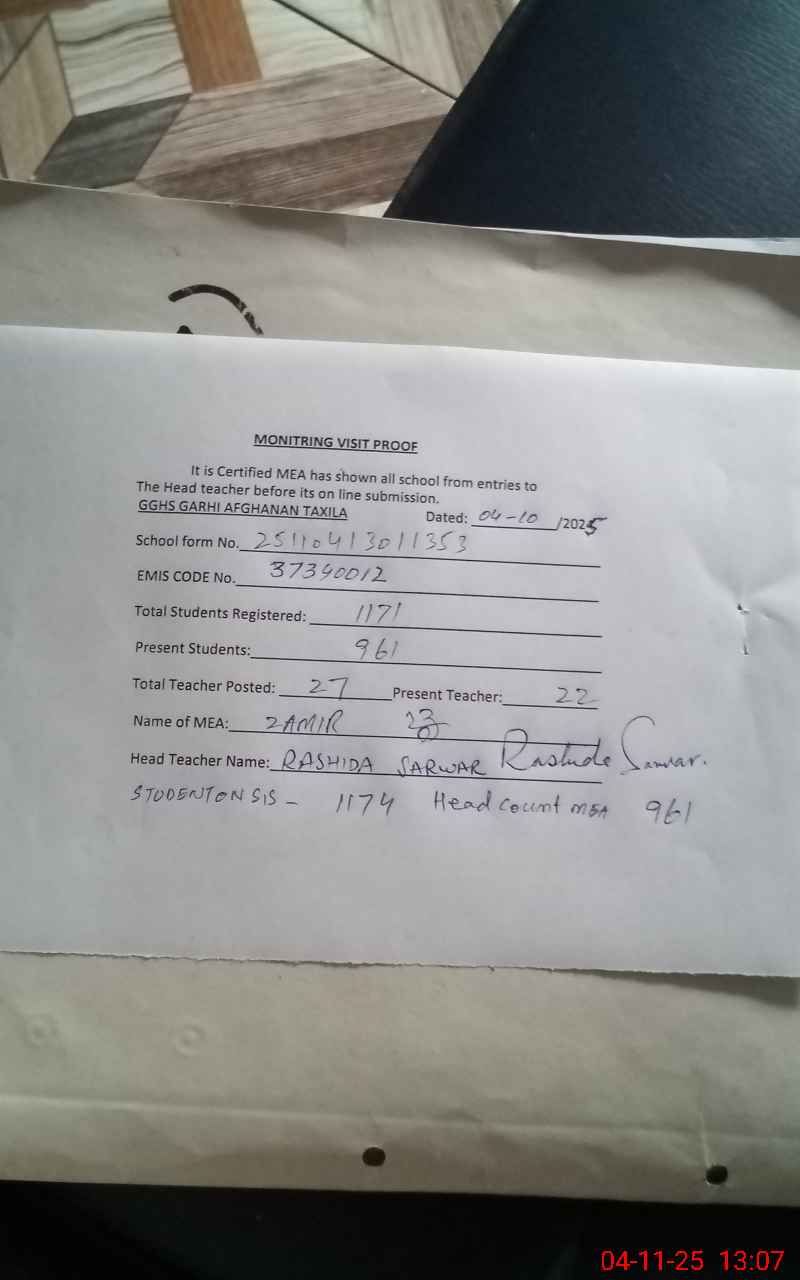 MONITRING VISIT PROOF
It is Certified MEA has shown all school from entries to
The Head teacher before its on line submission.
GGHS GARHI AFGHANAN TAXILA Dated: 04-10 /2025
School form No. 25110413011353
EMIS CODE No. 37340012
Total Students Registered: 1171
Present Students: 961
Total Teacher Posted: 27 Present Teacher: 22
Name of MEA: ZAMIR
Head Teacher Name: RASHIDA SARWAR Rashida Sarwar.
STUDENT ON SIS - 1174 Head count MEA 961
04-11-25 13:07